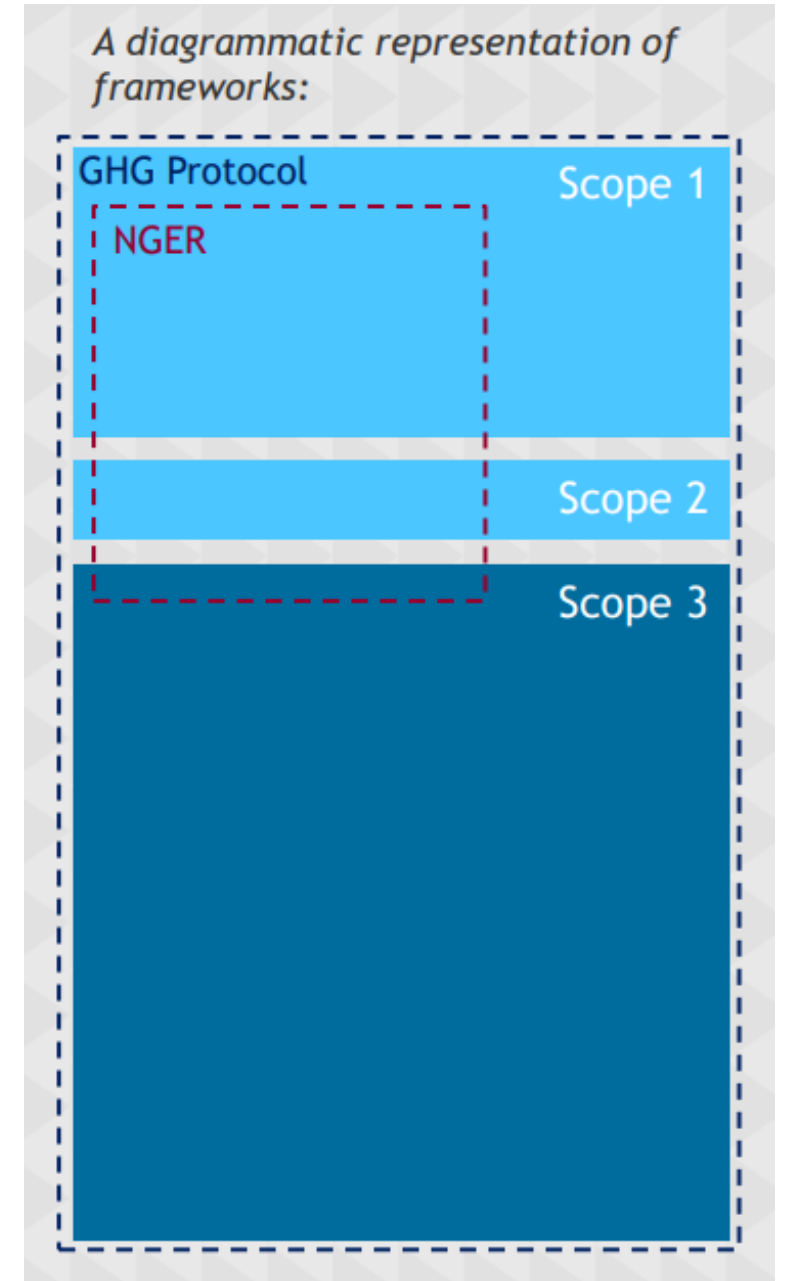 A diagrammatic representation of
frameworks:
GHG Protocol
Scope 1
NGER
Scope 2
Scope 3